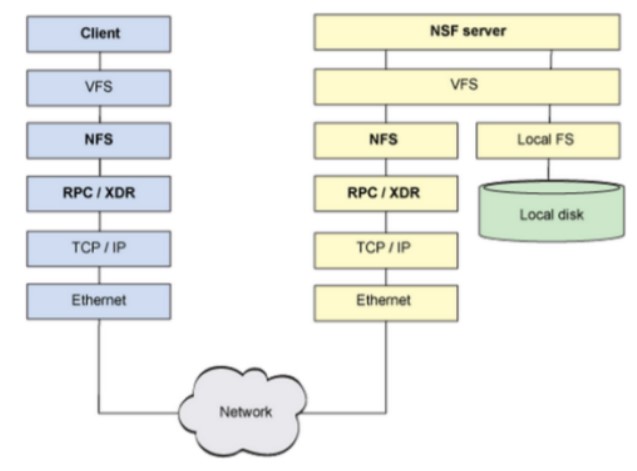 Client
NSF server
VFS
VFS
NFS
NFS
Local FS
RPC / XDR
RPC / XDR
Local disk
TCP / IP
TCP / IP
Ethernet
Ethernet
Network